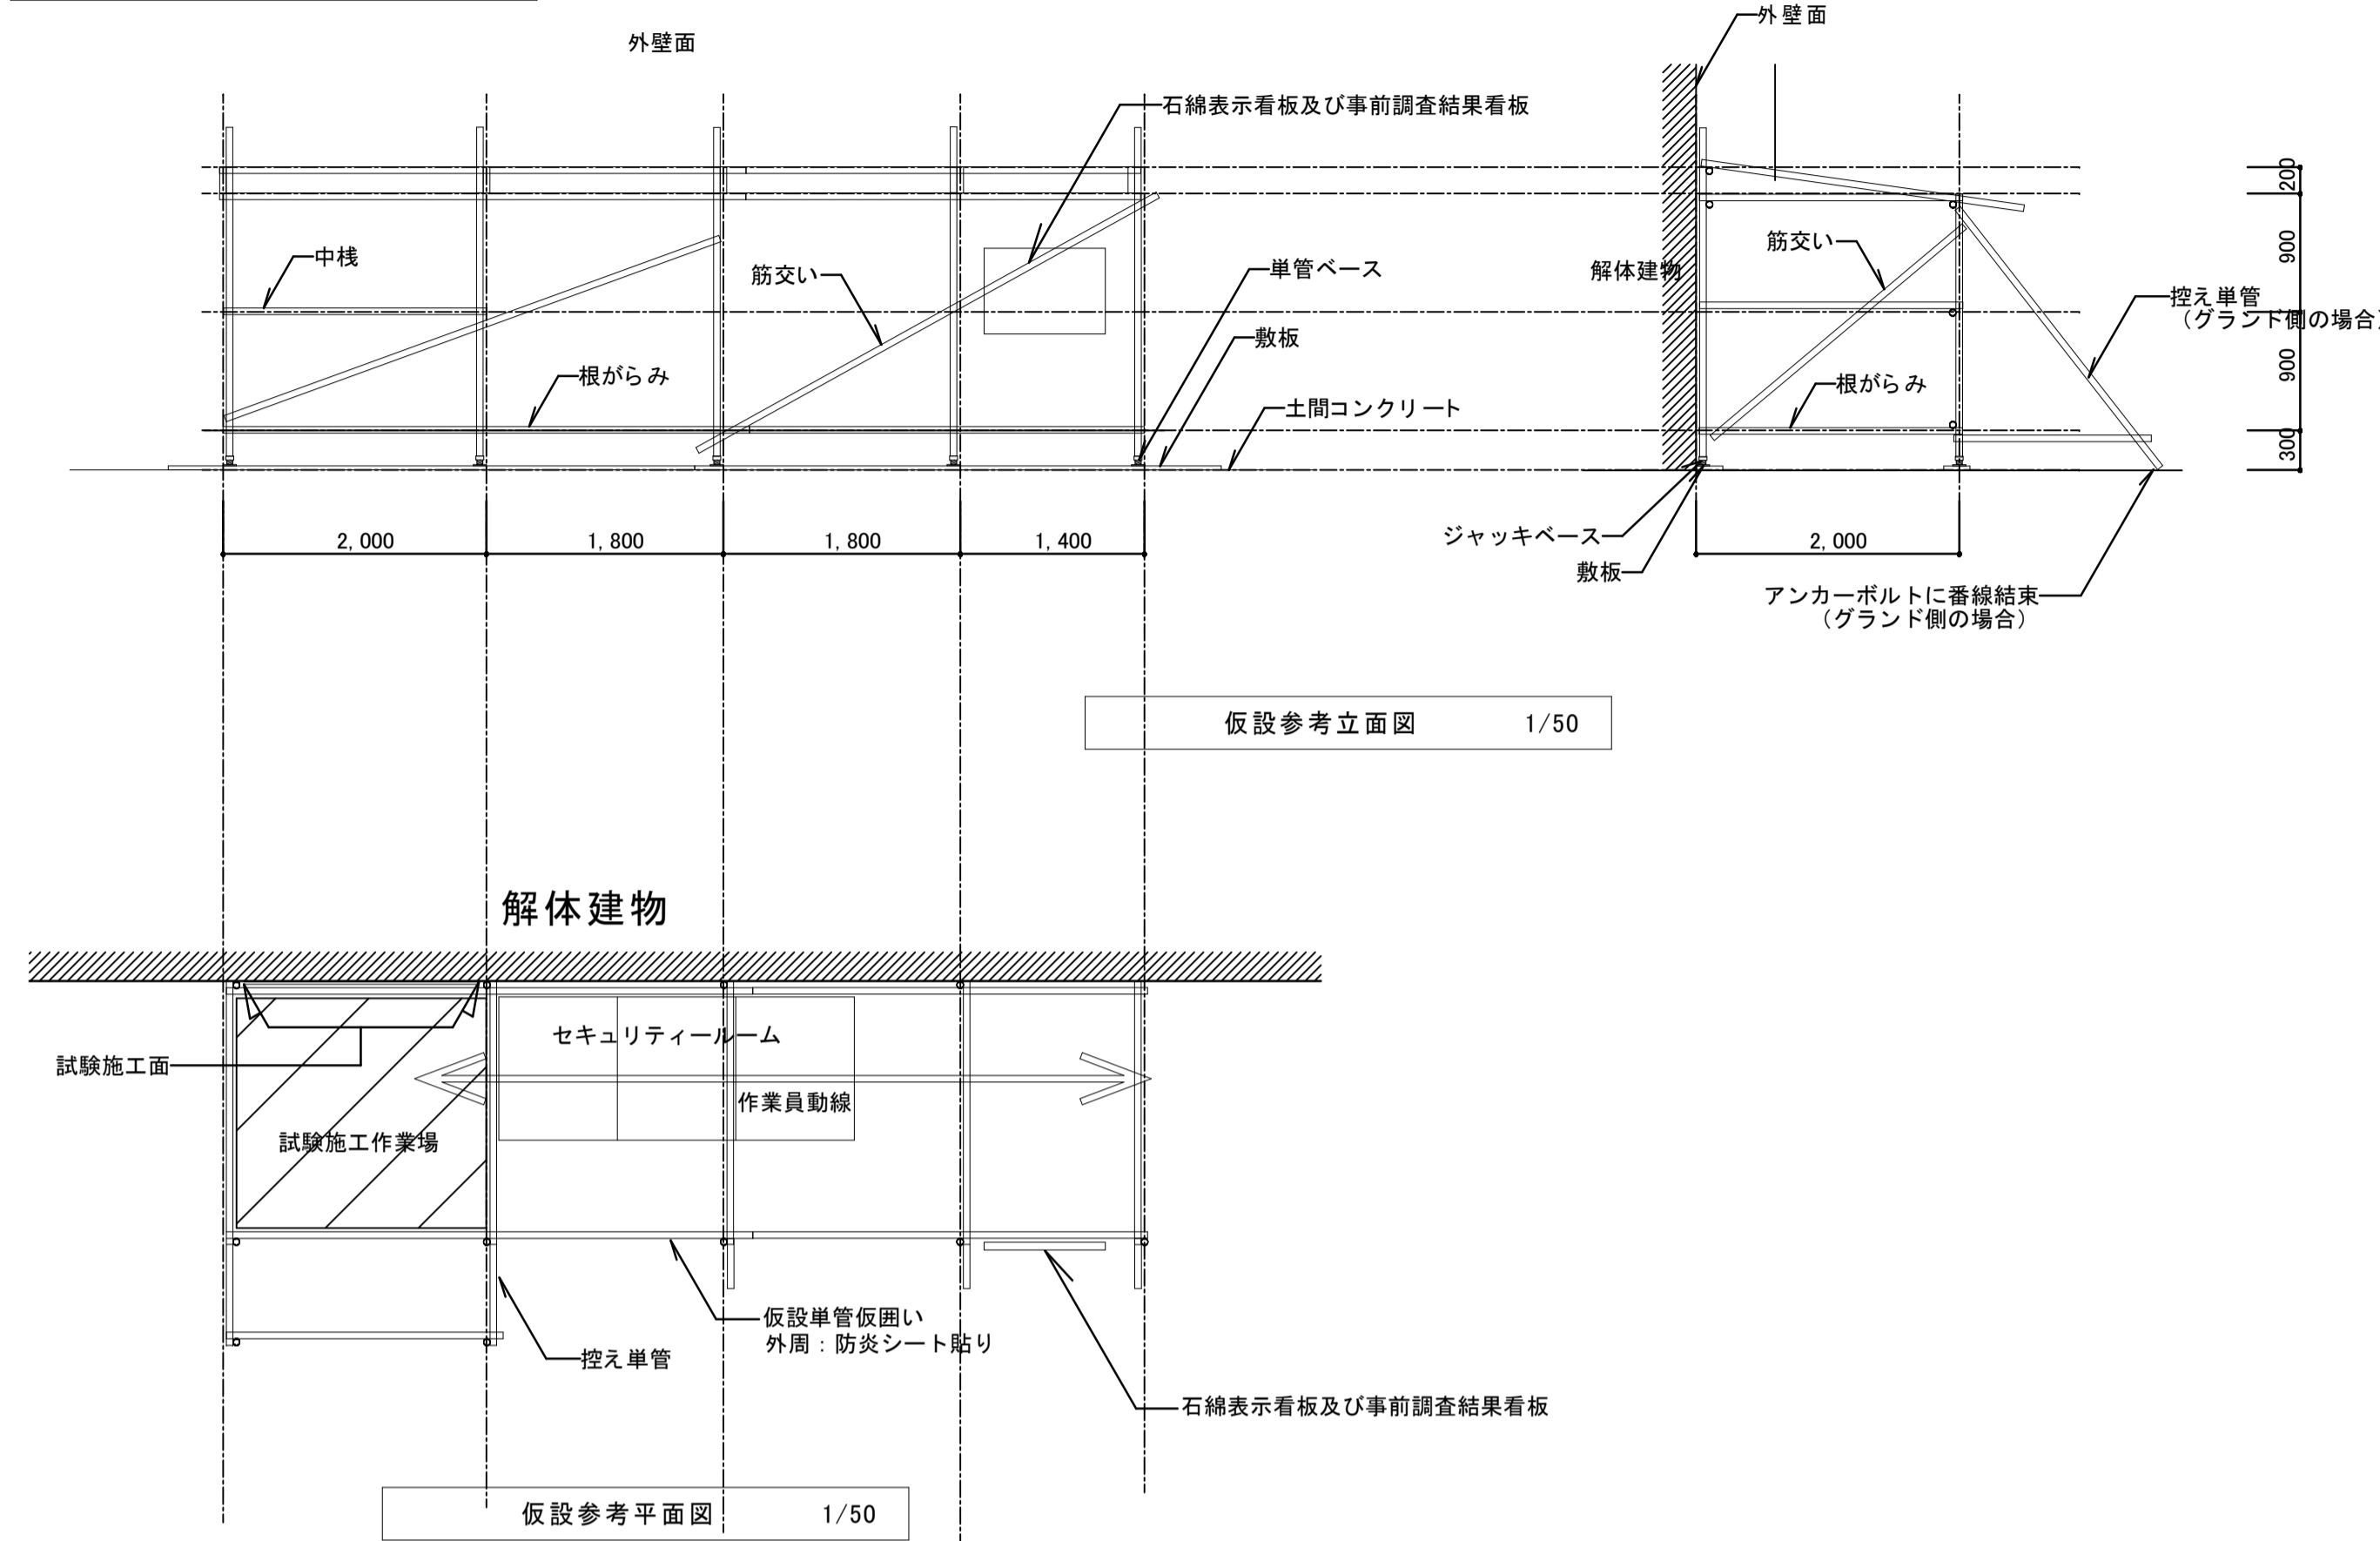 外壁面
外壁面
石綿表示看板及び事前調査結果看板
中桟
筋交い
単管ベース
敷板
根がらみ
土間コンクリート
解体建物
筋交い
控え単管
（グランド側の場合）
根がらみ
200
900
900
300
2,000
1,800
1,800
1,400
ジャッキベース
敷板
2,000
アンカーボルトに番線結束
（グランド側の場合）
仮設参考立面図 1/50
解体建物
セキュリティールーム
試験施工面
作業員動線
試験施工作業場
仮設単管仮囲い
外周：防炎シート貼り
控え単管
石綿表示看板及び事前調査結果看板
仮設参考平面図 1/50